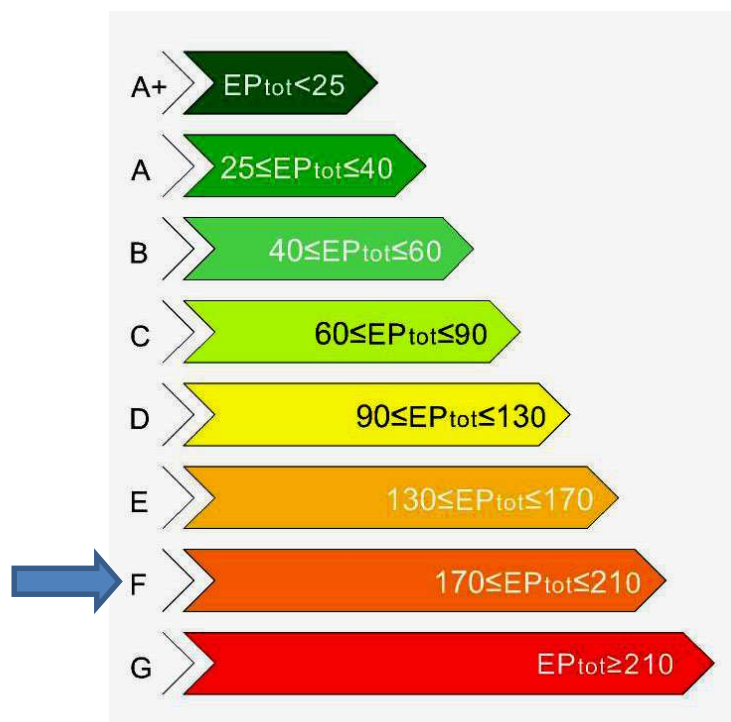 A+ EPtot<25
A 25≤EPtot≤40
B 40≤EPtot≤60
C 60≤EPtot≤90
D 90≤EPtot≤130
E 130≤EPtot≤170
F 170≤EPtot≤210
G EPtot≥210